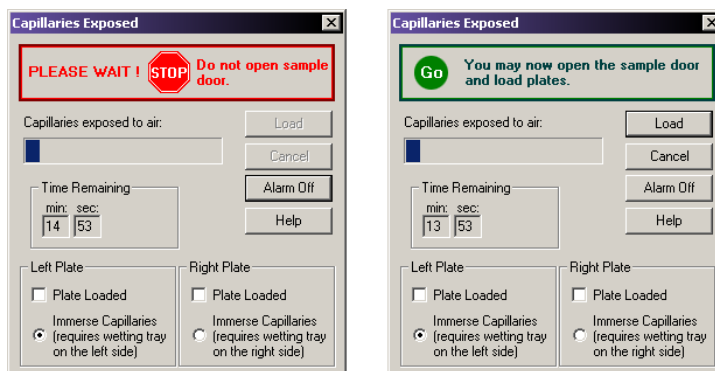 Capillaries Exposed
PLEASE WAIT ! STOP Do not open sample
door.
Capillaries exposed to air:
Load
Cancel
Time Remaining
Alarm Off
min: sec:
14 53
Help
Left Plate
Right Plate
Plate Loaded
Plate Loaded
Immerse Capillaries
(requires wetting tray
on the left side)
Immerse Capillaries
(requires wetting tray
on the right side)
Capillaries Exposed
Go You may now open the sample door
and load plates.
Capillaries exposed to air:
Load
Cancel
Time Remaining
Alarm Off
min: sec:
13 53
Help
Left Plate
Right Plate
Plate Loaded
Plate Loaded
Immerse Capillaries
(requires wetting tray
on the left side)
Immerse Capillaries
(requires wetting tray
on the right side)